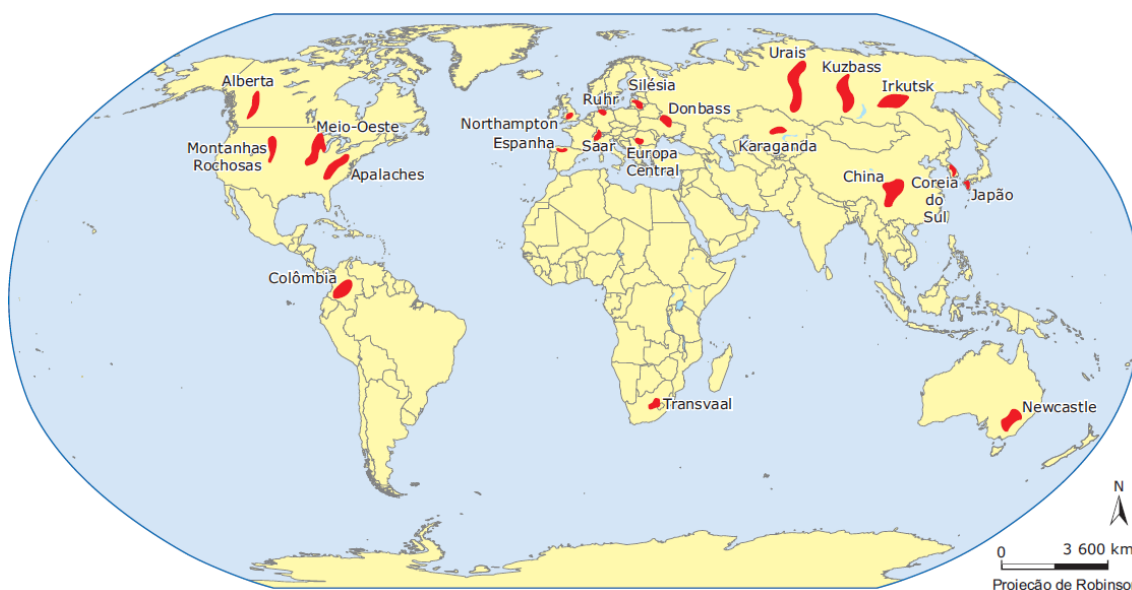 Alberta
Montanhas
Rochosas
Meio-Oeste
Apalaches
Colômbia
Northampton
Espanha
Ruhr
Silésia
Saar
Europa
Central
Donbass
Urais
Kuzbass
Irkutsk
Karaganda
China
Coreia
do
Sul
Japão
Transvaal
Newcastle
N
0 3 600 km
Projeção de Robinson